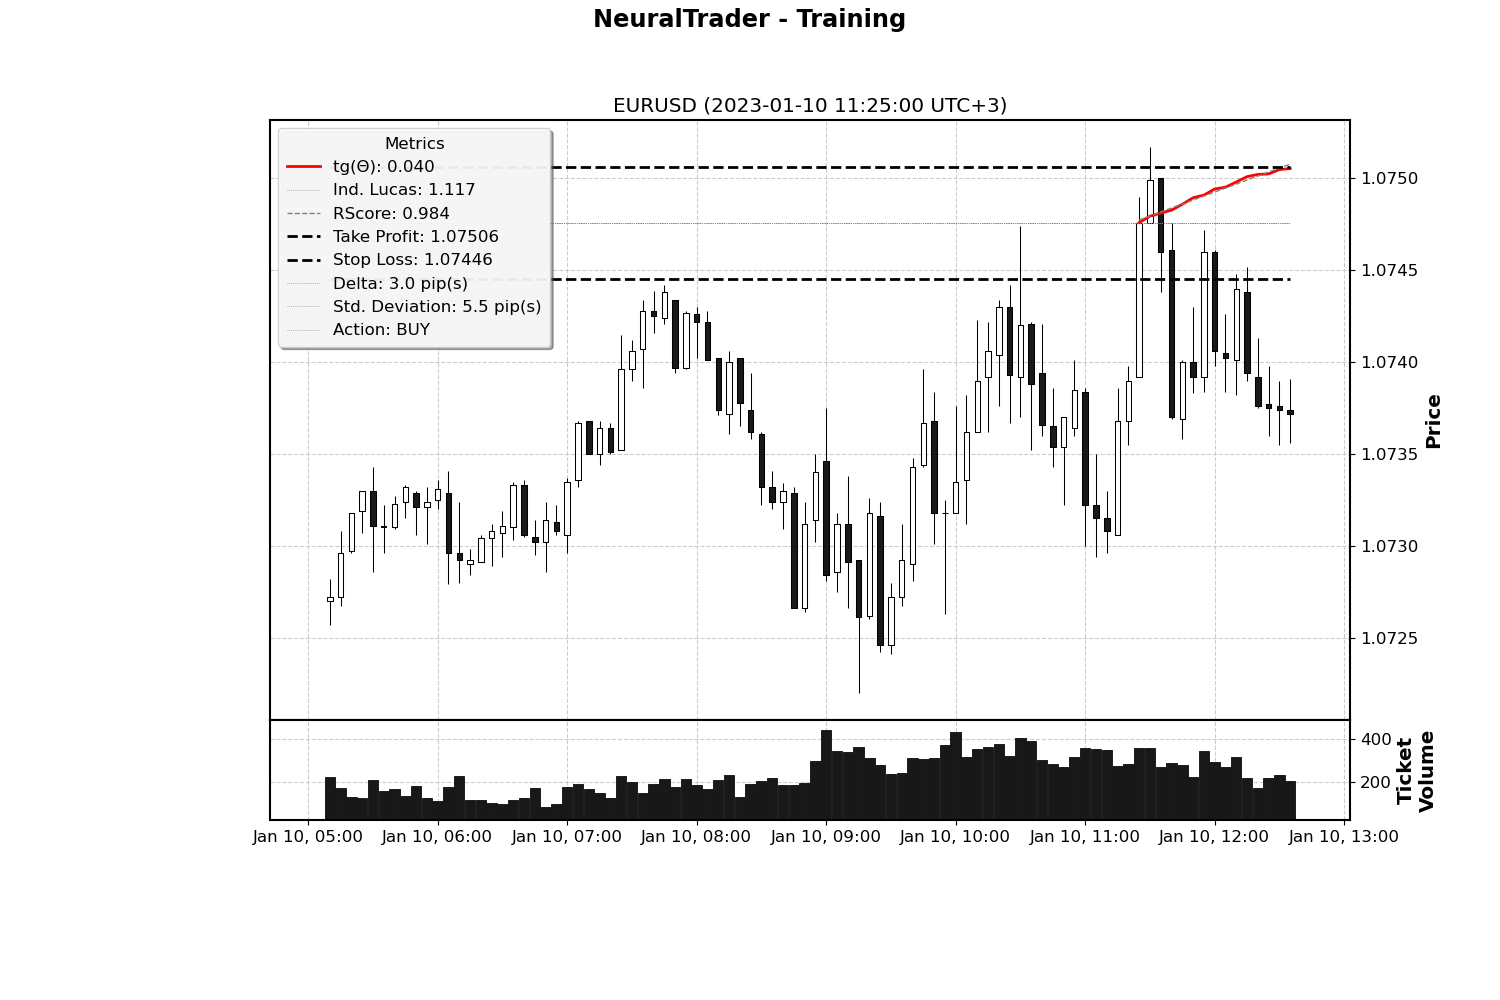 NeuralTrader - Training
EURUSD (2023-01-10 11:25:00 UTC+3)
Metrics
tg(Θ): 0.040
Ind. Lucas: 1.117
RScore: 0.984
Take Profit: 1.07506
Stop Loss: 1.07446
Delta: 3.0 pip(s)
Std. Deviation: 5.5 pip(s)
Action: BUY
1.0750
1.0745
1.0740
1.0735
1.0730
1.0725
Price
400
200
Ticket
Volume
Jan 10, 05:00 Jan 10, 06:00 Jan 10, 07:00 Jan 10, 08:00 Jan 10, 09:00 Jan 10, 10:00 Jan 10, 11:00 Jan 10, 12:00 Jan 10, 13:00